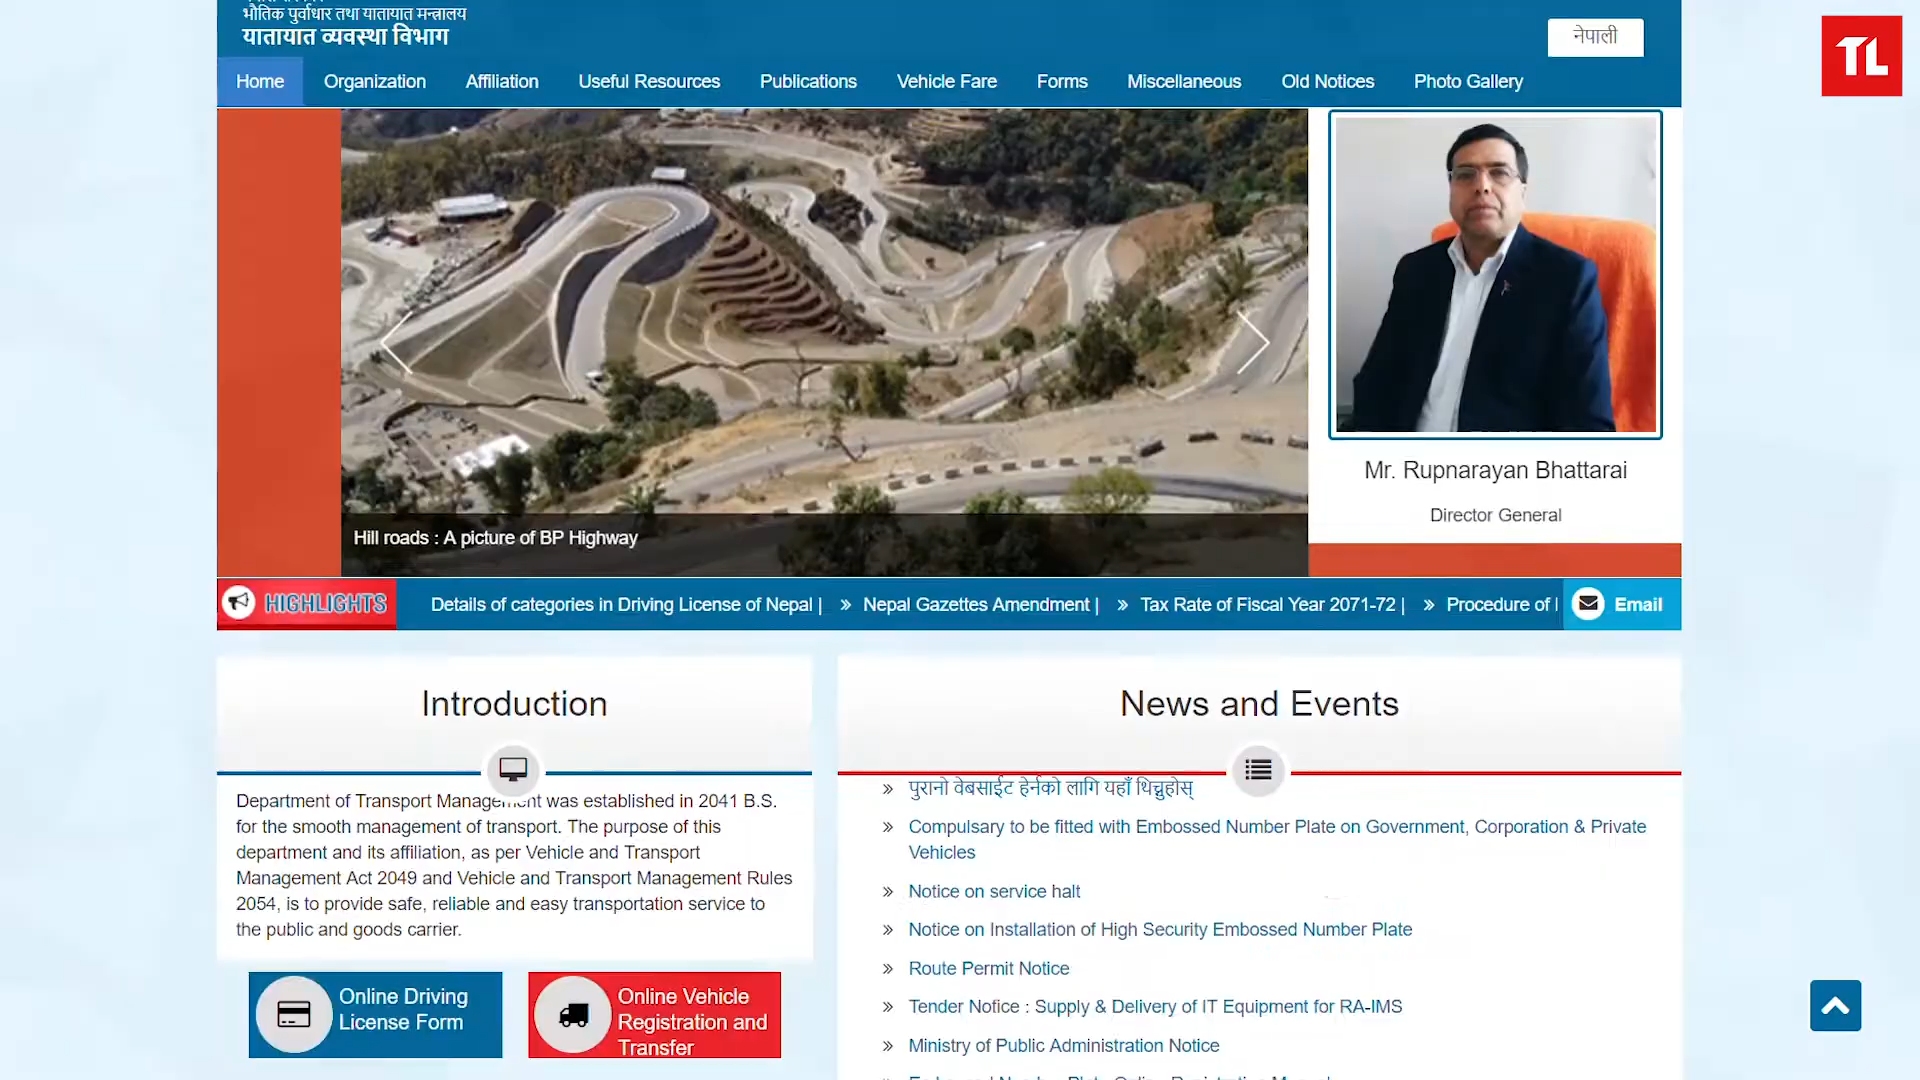 भौतिक पुर्वाधार तथा यातायात मन्त्रालय
यातायात व्यवस्था विभाग
नेपाली
TL
Home Organization Affiliation Useful Resources Publications Vehicle Fare Forms Miscellaneous Old Notices Photo Gallery
Mr. Rupnarayan Bhattarai
Director General
Hill roads : A picture of BP Highway
HIGHLIGHTS Details of categories in Driving License of Nepal | » Nepal Gazettes Amendment | » Tax Rate of Fiscal Year 2071-72 | » Procedure of Email
Introduction
Department of Transport Management was established in 2041 B.S.
for the smooth management of transport. The purpose of this
department and its affiliation, as per Vehicle and Transport
Management Act 2049 and Vehicle and Transport Management Rules
2054, is to provide safe, reliable and easy transportation service to
the public and goods carrier.
Online Driving
License Form
Online Vehicle
Registration and
Transfer
News and Events
» पुरानो वेबसाईट हेर्नको लागि यहाँ थिच्नुहोस्
» Compulsary to be fitted with Embossed Number Plate on Government, Corporation & Private
Vehicles
» Notice on service halt
» Notice on Installation of High Security Embossed Number Plate
» Route Permit Notice
» Tender Notice : Supply & Delivery of IT Equipment for RA-IMS
» Ministry of Public Administration Notice